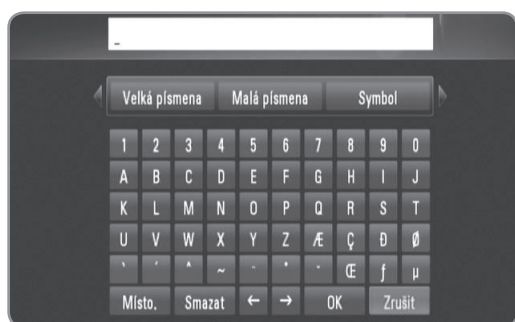 _
Velká písmena Malá písmena Symbol
1 2 3 4 5 6 7 8 9 0
A B C D E F G H I J
K L M N O P Q R S T
U V W X Y Z Æ Ç Ð Ø
` ´ ^ ~ Œ ƒ µ
Místo. Smazat ← → OK Zrušit